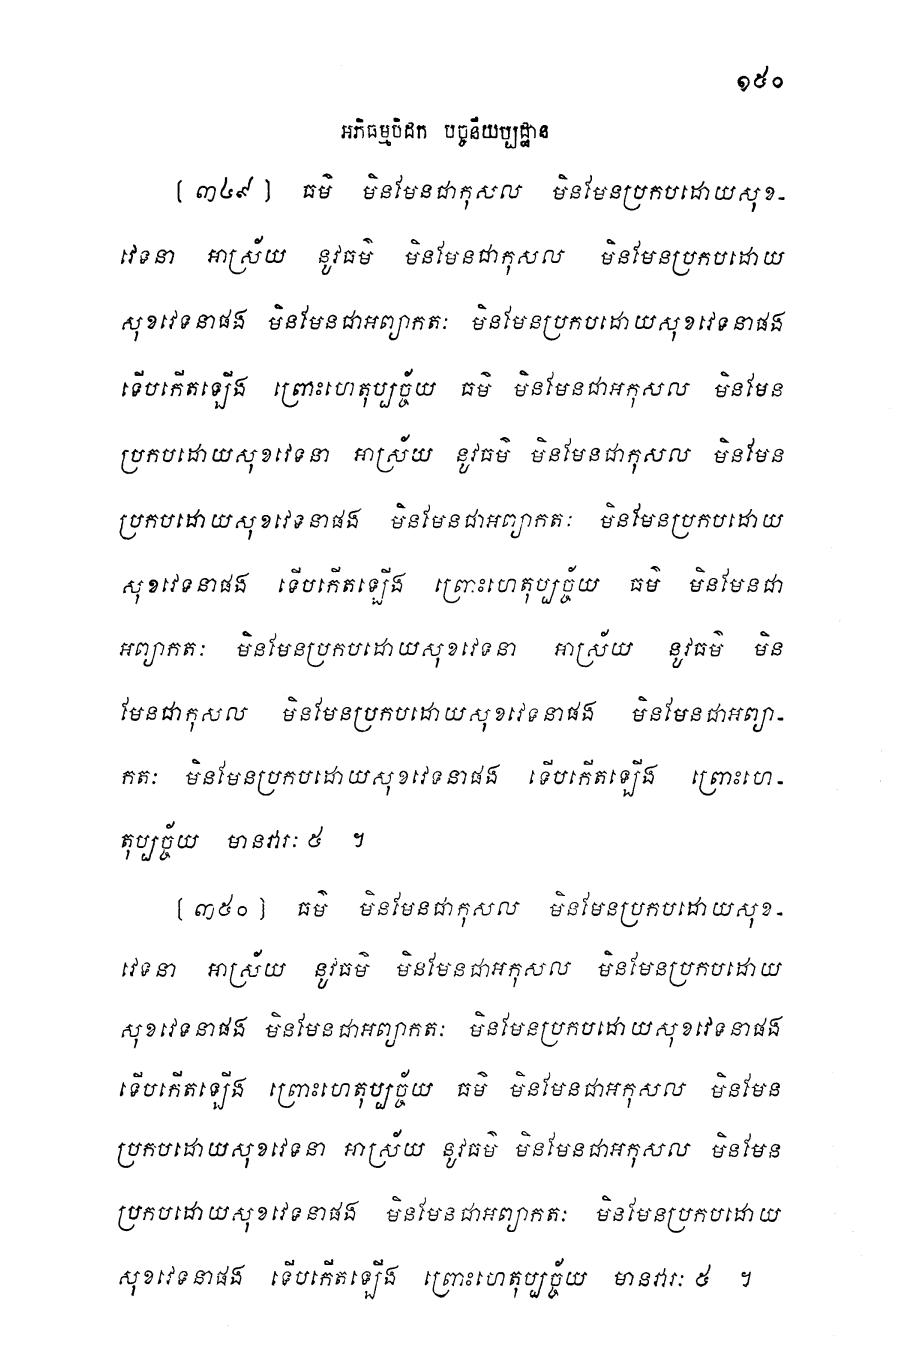 ១៥០
អភិធម្មបិដក បច្ចនីយប្បដ្ឋាន
[៣៤៩] ធម៌ មិនមែនជាកុសល មិនមែនប្រកបដោយសុខ-
វេទនា អាស្រ័យ នូវធម៌ មិនមែនជាកុសល មិនមែនប្រកបដោយ
សុខវេទនាផង មិនមែនជាអព្យាកតៈ មិនមែនប្រកបដោយសុខវេទនាផង
ទើបកើតឡើង ព្រោះហេតុប្បច្ច័យ ធម៌ មិនមែនជាអកុសល មិនមែន
ប្រកបដោយសុខវេទនា អាស្រ័យ នូវធម៌ មិនមែនជាកុសល មិនមែន
ប្រកបដោយសុខវេទនាផង មិនមែនជាអព្យាកតៈ មិនមែនប្រកបដោយ
សុខវេទនាផង ទើបកើតឡើង ព្រោះហេតុប្បច្ច័យ ធម៌ មិនមែនជា
អព្យាកតៈ មិនមែនប្រកបដោយសុខវេទនា អាស្រ័យ នូវធម៌ មិន
មែនជាកុសល មិនមែនប្រកបដោយសុខវេទនាផង មិនមែនជាអព្យា-
កតៈ មិនមែនប្រកបដោយសុខវេទនាផង ទើបកើតឡើង ព្រោះហេ-
តុប្បច្ច័យ មានវារៈ ៥ ។
[៣៥០] ធម៌ មិនមែនជាកុសល មិនមែនប្រកបដោយសុខ-
វេទនា អាស្រ័យ នូវធម៌ មិនមែនជាអកុសល មិនមែនប្រកបដោយ
សុខវេទនាផង មិនមែនជាអព្យាកតៈ មិនមែនប្រកបដោយសុខវេទនាផង
ទើបកើតឡើង ព្រោះហេតុប្បច្ច័យ ធម៌ មិនមែនជាអកុសល មិនមែន
ប្រកបដោយសុខវេទនា អាស្រ័យ នូវធម៌ មិនមែនជាអកុសល មិនមែន
ប្រកបដោយសុខវេទនាផង មិនមែនជាអព្យាកតៈ មិនមែនប្រកបដោយ
សុខវេទនាផង ទើបកើតឡើង ព្រោះហេតុប្បច្ច័យ មានវារៈ ៥ ។